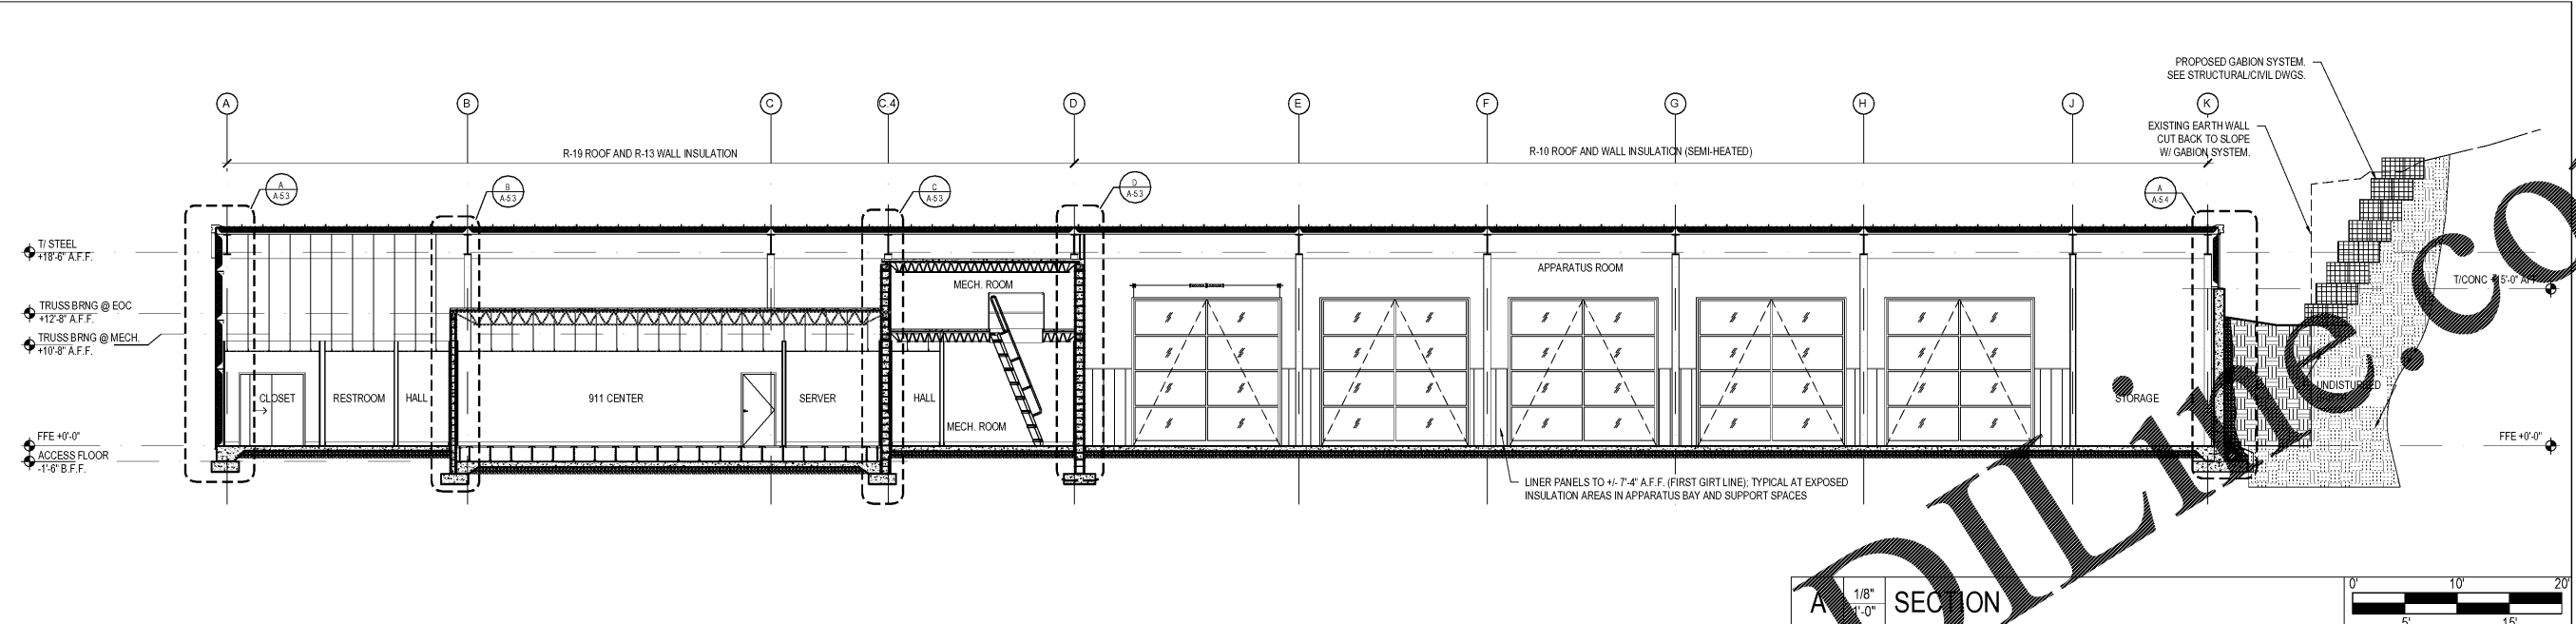 PROPOSED GABION SYSTEM.
SEE STRUCTURAL/CIVIL DWGS.
A
B
C
C.4
D
E
F
G
H
J
K
EXISTING EARTH WALL
CUT BACK TO SLOPE
W/ GABION SYSTEM.
R-19 ROOF AND R-13 WALL INSULATION
R-10 ROOF AND WALL INSULATION (SEMI-HEATED)
A
A-5.3
B
A-5.3
C
A-5.3
D
A-5.3
A
A-5.4
T/ STEEL
+18'-6" A.F.F.
TRUSS BRNG @ EOC
+12'-8" A.F.F.
TRUSS BRNG @ MECH.
+10'-8" A.F.F.
FFE +0'-0"
ACCESS FLOOR
-1'-6" B.F.F.
MECH. ROOM
APPARATUS ROOM
T/CONC
CLOSET
RESTROOM
HALL
911 CENTER
SERVER
HALL
MECH. ROOM
STORAGE
UNDISTURBED
FFE +0'-0"
LINER PANELS TO +/- 7'-4" A.F.F. (FIRST GIRT LINE); TYPICAL AT EXPOSED
INSULATION AREAS IN APPARATUS BAY AND SUPPORT SPACES
A
1/8"
1'-0"
SECTION
0'
10'
20'
5'
15'